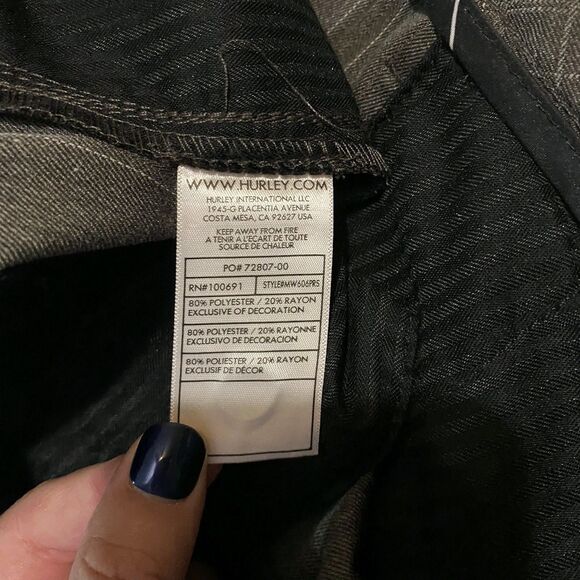 WWW.HURLEY.COM
HURLEY INTERNATIONAL LLC
1945-G PLACENTIA AVENUE
COSTA MESA, CA 92627 USA
KEEP AWAY FROM FIRE
A TENIR A L'ECART DE TOUTE
SOURCE DE CHALEUR
PO# 72807-00
RN#100691 STYLE#MW606PRS
80% POLYESTER / 20% RAYON
EXCLUSIVE OF DECORATION
80% POLYESTER / 20% RAYONNE
EXCLUSIVO DE DECORACION
80% POLIESTER / 20% RAYON
EXCLUSIF DE DÉCOR